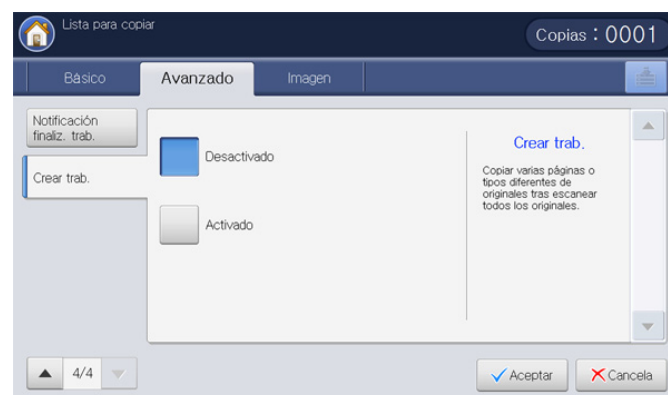 Lista para copiar
Copias : 0001
Básico
Avanzado
Imagen
Notificación
finaliz. trab.
Crear trab.
Desactivado
Activado
Crear trab.
Copiar varias páginas o
tipos diferentes de
originales tras escanear
todos los originales.
4/4
Aceptar
Cancela